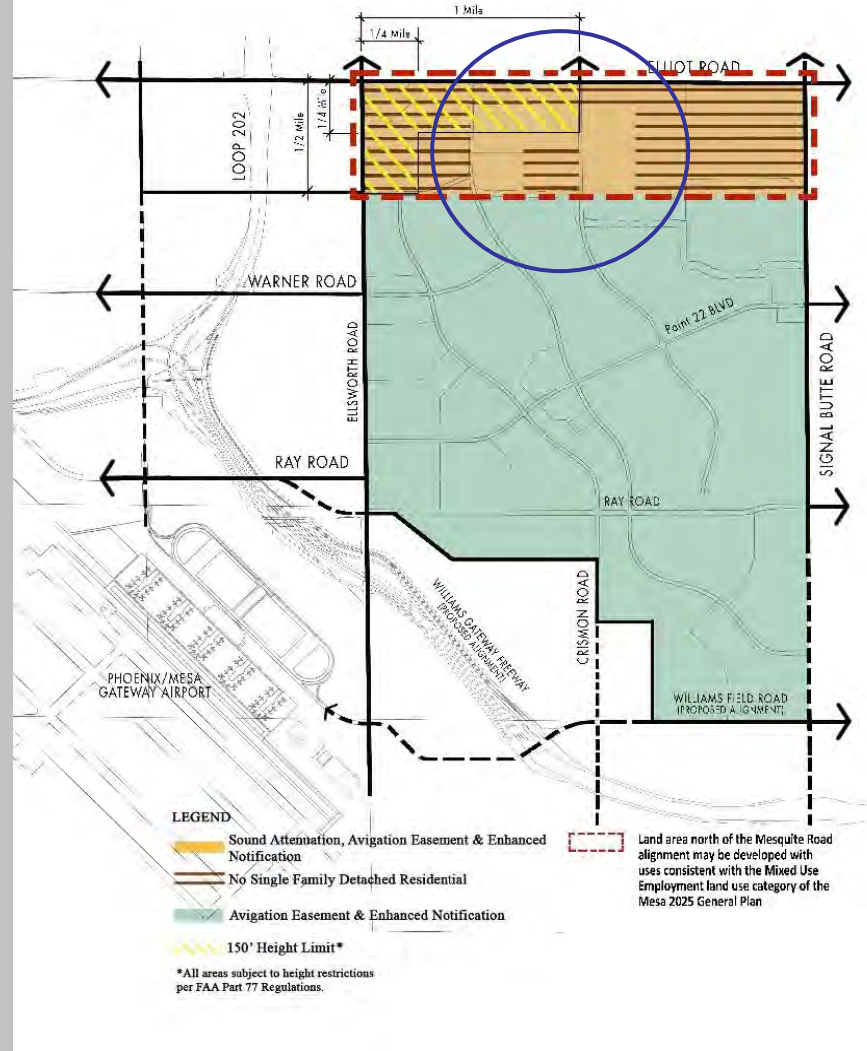 1 Mile
1/4 Mile
ELLIOT ROAD
LOOP 202
1/2 Mile
1/4 Mile
WARNER ROAD
ELLSWORTH ROAD
Point 22 BLVD
SIGNAL BUTTE ROAD
RAY ROAD
RAY ROAD
WILLIAMS GATEWAY FREEWAY
(PROPOSED ALIGNMENT)
CRISMON ROAD
PHOENIX/MESA
GATEWAY AIRPORT
WILLIAMS FIELD ROAD
(PROPOSED ALIGNMENT)
LEGEND
Sound Attenuation, Avigation Easement & Enhanced
Notification
No Single Family Detached Residential
Avigation Easement & Enhanced Notification
150' Height Limit*
*All areas subject to height restrictions
per FAA Part 77 Regulations.
Land area north of the Mesquite Road
alignment may be developed with
uses consistent with the Mixed Use
Employment land use category of the
Mesa 2025 General Plan